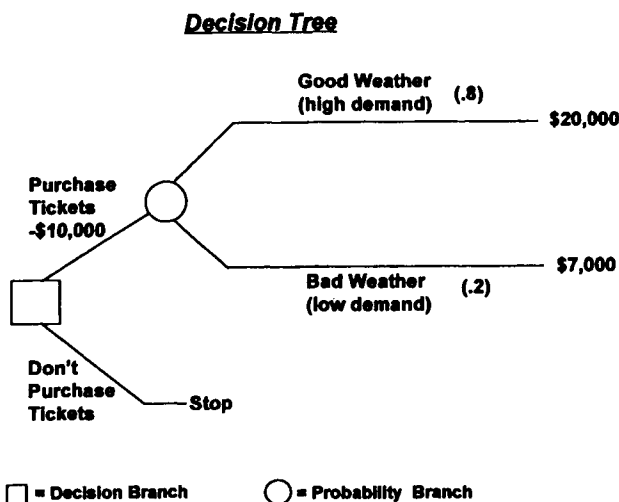 Decision Tree
Good Weather
(high demand)
(.8)
$20,000
Purchase
Tickets
-$10,000
$7,000
Bad Weather
(low demand)
(.2)
Don't
Purchase
Tickets
Stop
= Decision Branch
= Probability Branch